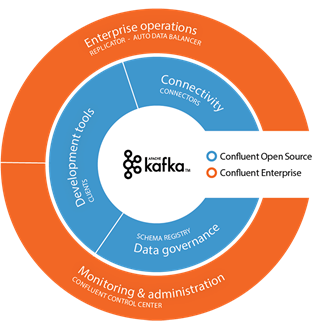 Enterprise operations
REPLICATOR - AUTO DATA BALANCER
Connectivity
CONNECTORS
Development tools
CLIENTS
APACHE
kafka™
Confluent Open Source
Confluent Enterprise
SCHEMA REGISTRY
Data governance
Monitoring & administration
CONFLUENT CONTROL CENTER